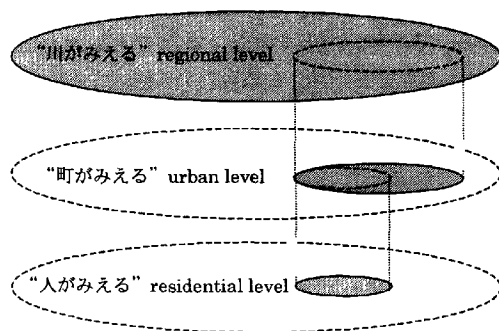 “川がみえる” regional level
“町がみえる” urban level
“人がみえる” residential level